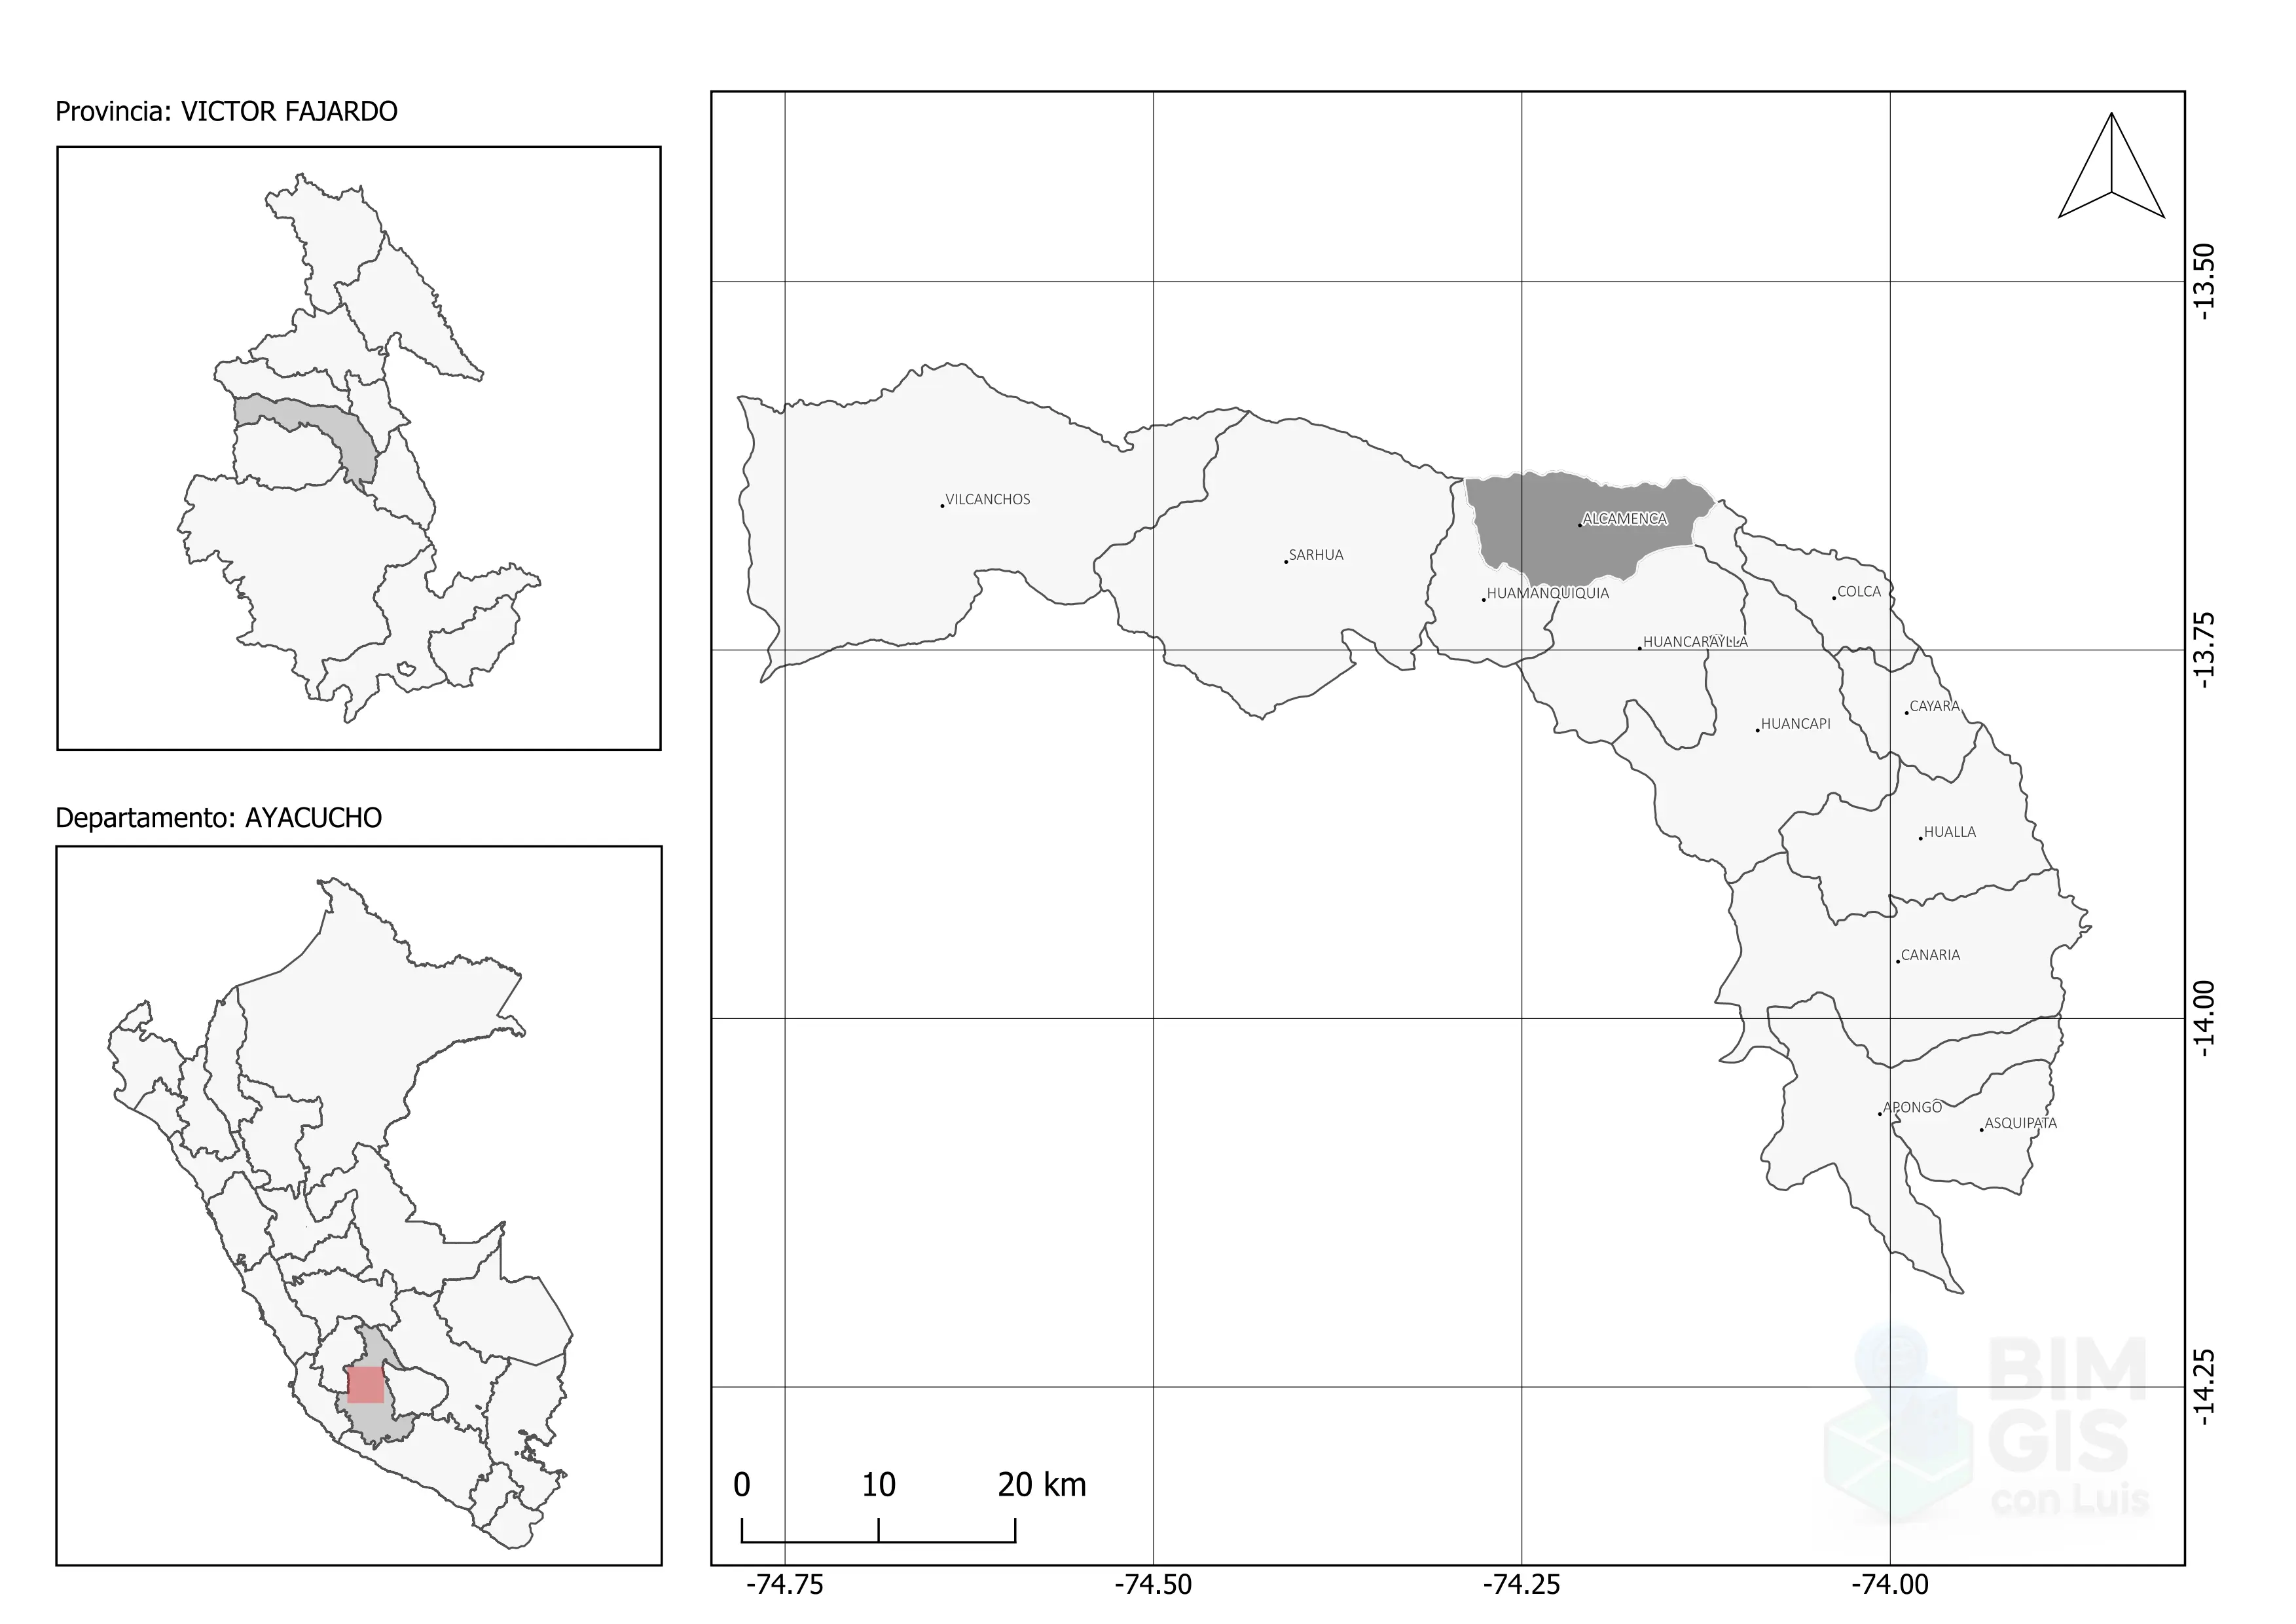 Provincia: VICTOR FAJARDO
Departamento: AYACUCHO
VILCANCHOS
SARHUA
ALCAMENCA
HUAMANQUIQUIA
HUANCARAYLLA
COLCA
CAYARA
HUANCAPI
HUALLA
CANARIA
APONGO
ASQUIPATA
-13.50
-13.75
-14.00
-14.25
0 10 20 km
-74.75 -74.50 -74.25 -74.00
BIM
GIS
con Luis